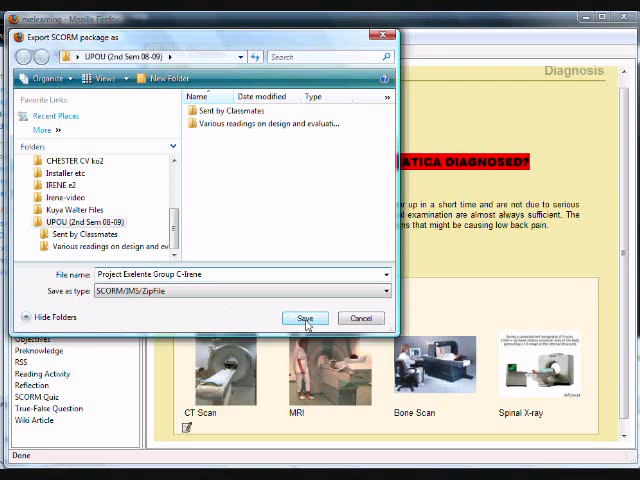 exelearning - Mozilla Firefox
Export SCORM package as
UPOU (2nd Sem 08-09)
Search
Organize
Views
New Folder
Favorite Links
Recent Places
More »
Folders
CHESTER CV ko2
Installer etc
IRENE e2
Irene-video
Kuya Walter Files
UPOU (2nd Sem 08-09)
Sent by Classmates
Various readings on design and ev
Name
Date modified
Type
»
Sent by Classmates
Various readings on design and evaluati...
File name:
Project Exelente Group C-Irene
Save as type:
SCORM/IMS/ZipFile
Hide Folders
Save
Cancel
Diagnosis
ATICA DIAGNOSED?
ar up in a short time and are not due to serious
al examination are almost always sufficient. The
ns that might be causing low back pain.
Objectives
Preknowledge
RSS
Reading Activity
Reflection
SCORM Quiz
True-False Question
Wiki Article
CT Scan
MRI
Bone Scan
Spinal X-ray
Done